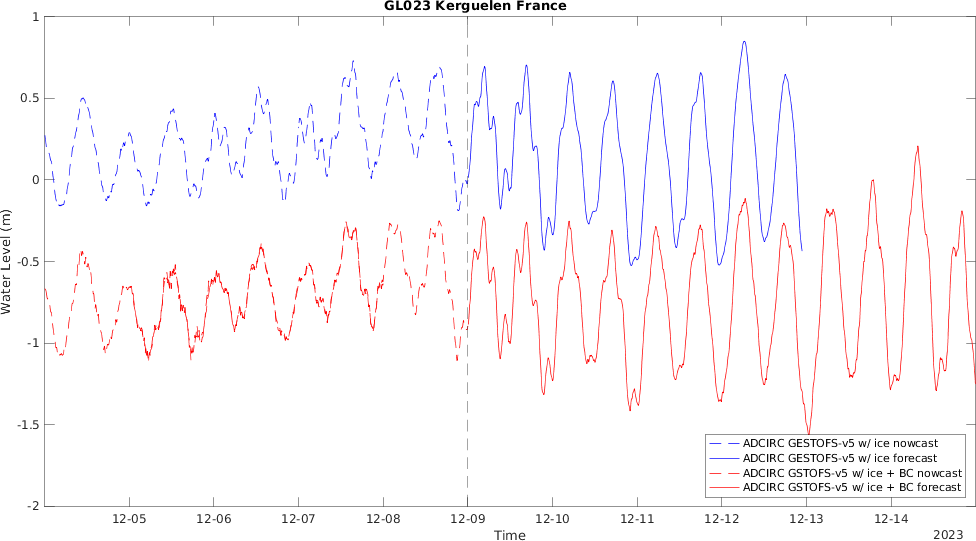 GL023 Kerguelen France
Water Level (m)
1
0.5
0
-0.5
-1
-1.5
-2
ADCIRC GESTOFS-v5 w/ ice nowcast
ADCIRC GESTOFS-v5 w/ ice forecast
ADCIRC GSTOFS-v5 w/ ice + BC nowcast
ADCIRC GSTOFS-v5 w/ ice + BC forecast
12-05 12-06 12-07 12-08 12-09 12-10 12-11 12-12 12-13 12-14
Time
2023